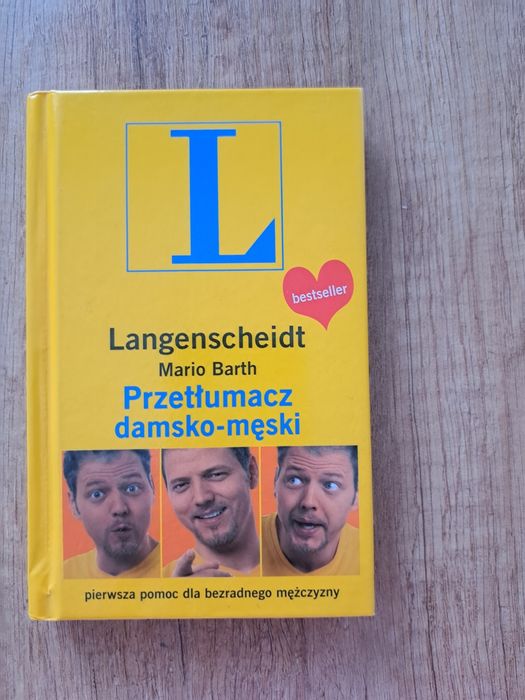 L
bestseller
Langenscheidt
Mario Barth
Przetłumacz
damsko-męski
pierwsza pomoc dla bezradnego mężczyzny